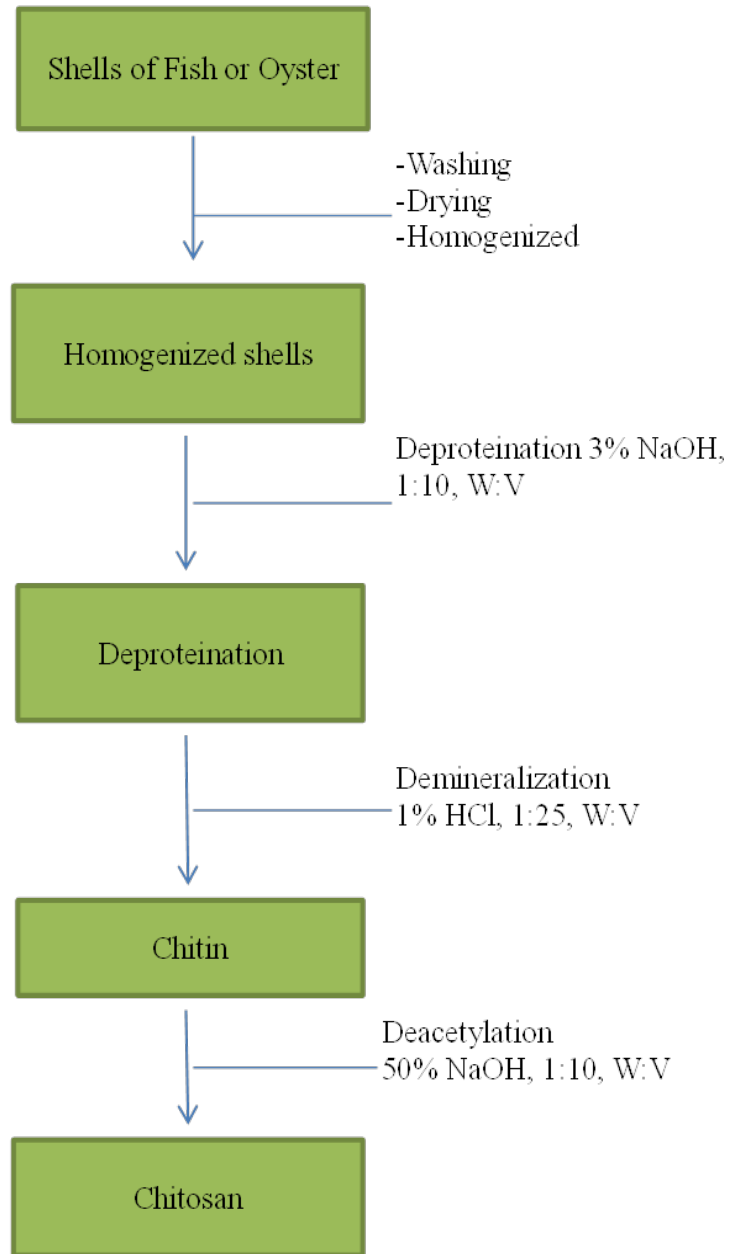 Shells of Fish or Oyster
-Washing
-Drying
-Homogenized
Homogenized shells
Deproteination 3% NaOH,
1:10, W:V
Deproteination
Demineralization
1% HCl, 1:25, W:V
Chitin
Deacetylation
50% NaOH, 1:10, W:V
Chitosan